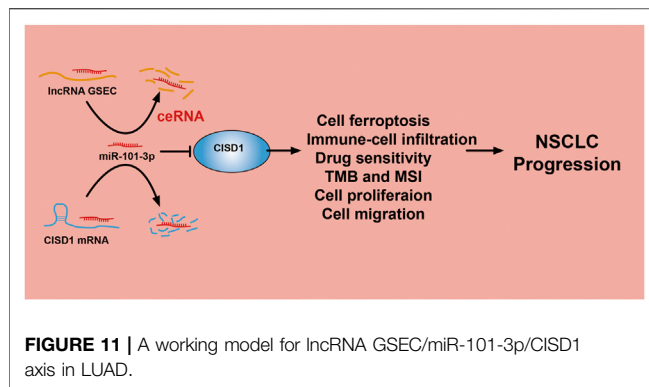 lncRNA GSEC
ceRNA
miR-101-3p
CISD1
CISD1 mRNA
Cell ferroptosis
Immune-cell infiltration
Drug sensitivity
TMB and MSI
Cell proliferaion
Cell migration
NSCLC
Progression
FIGURE 11 | A working model for lncRNA GSEC/miR-101-3p/CISD1
axis in LUAD.